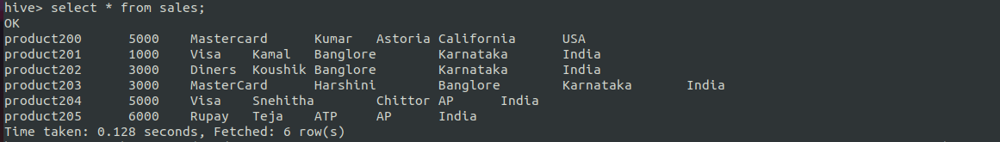 hive> select * from sales;
OK
product200	5000	Mastercard	Kumar	Astoria	California	USA
product201	1000	Visa	Kamal	Banglore	Karnataka	India
product202	3000	Diners	Koushik	Banglore	Karnataka	India
product203	3000	MasterCard	Harshini	Banglore	Karnataka	India
product204	5000	Visa	Snehitha	Chittor	AP	India
product205	6000	Rupay	Teja	ATP	AP	India
Time taken: 0.128 seconds, Fetched: 6 row(s)